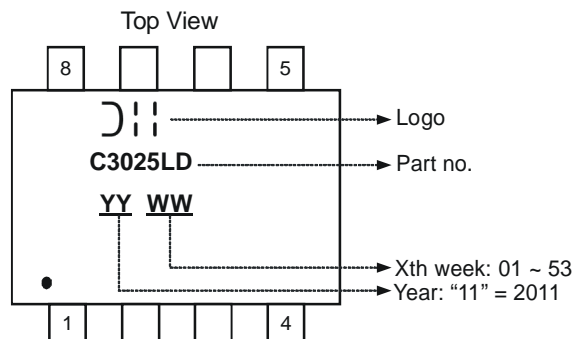 Top View
8 5
Logo
C3025LD Part no.
YY WW
Xth week: 01 ~ 53
Year: “11” = 2011
1 4